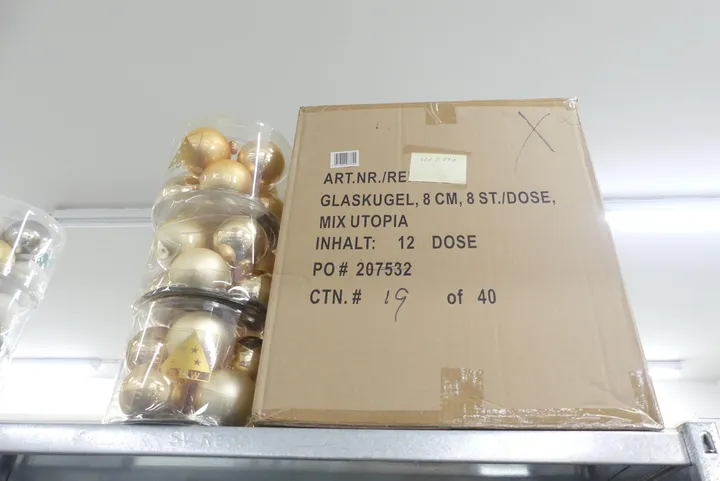 ART.NR./RE
GLASKUGEL, 8 CM, 8 ST./DOSE,
MIX UTOPIA
INHALT: 12 DOSE
PO # 207532
CTN. # 19 of 40